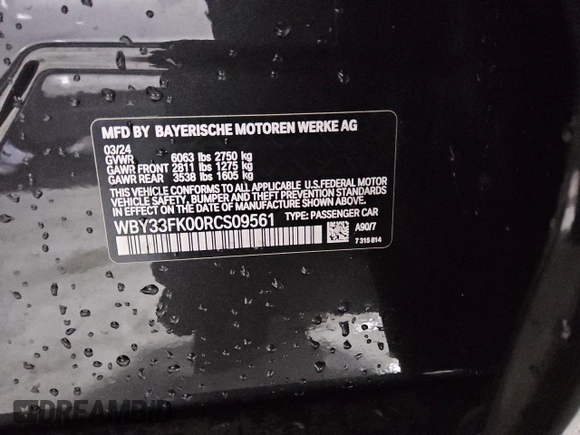 MFD BY BAYERISCHE MOTOREN WERKE AG
03/24
GVWR 6063 lbs 2750 kg
GAWR FRONT 2811 lbs 1275 kg
GAWR REAR 3538 lbs 1605 kg
THIS VEHICLE CONFORMS TO ALL APPLICABLE U.S.FEDERAL MOTOR
VEHICLE SAFETY, BUMPER AND THEFT PREVENTION STANDARDS
IN EFFECT ON THE DATE OF MANUFACTURE SHOWN ABOVE.
WBY33FK00RCS09561 TYPE: PASSENGER CAR
A90/7
7 315 814
DREAMBID